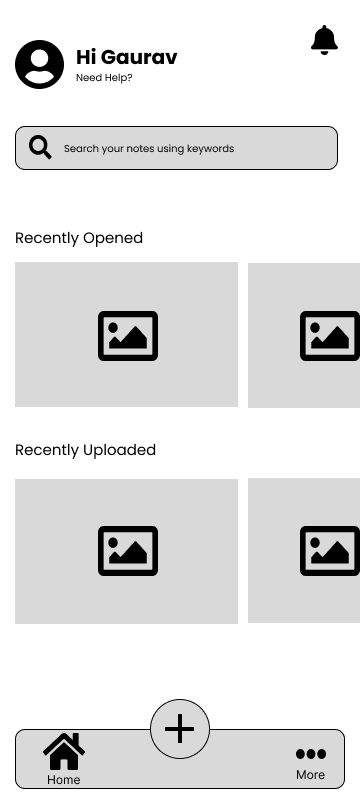 Hi Gaurav
Need Help?
Search your notes using keywords
Recently Opened
Recently Uploaded
Home
More